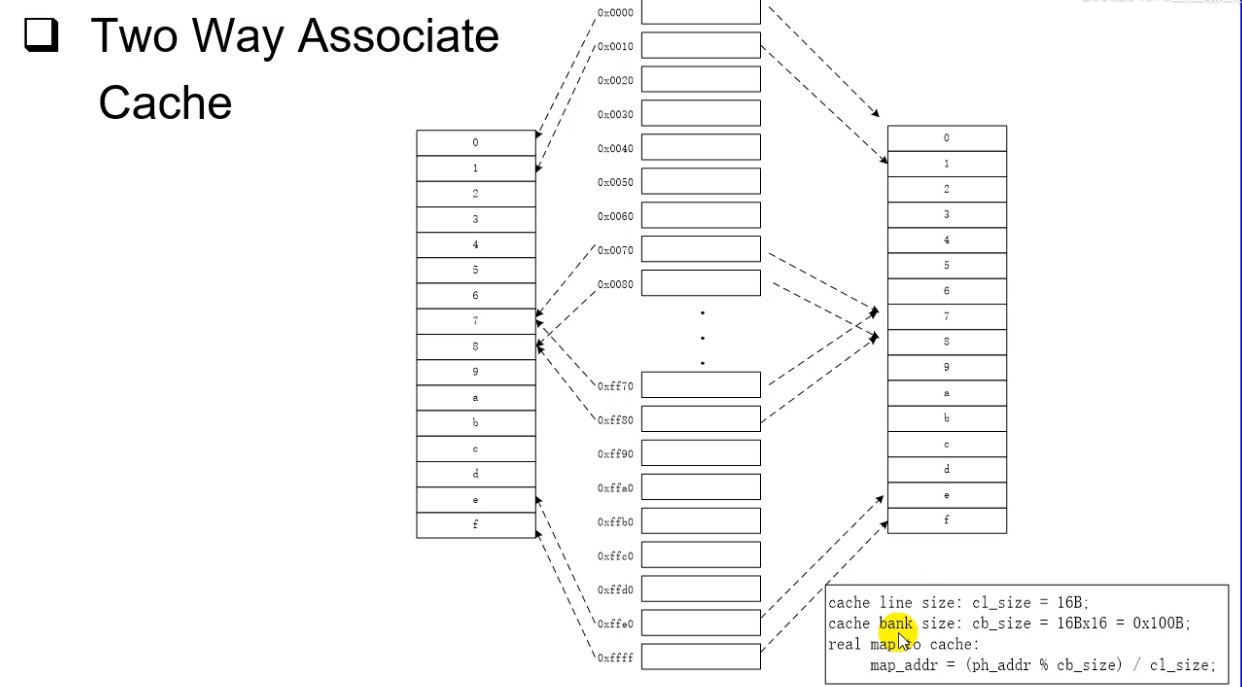 Two Way Associate
Cache
0
1
2
3
4
5
6
7
8
9
a
b
c
d
e
f
0x0000
0x0010
0x0020
0x0030
0x0040
0x0050
0x0060
0x0070
0x0080
0xff70
0xff80
0xff90
0xffa0
0xffb0
0xffc0
0xffd0
0xffe0
0xffff
0
1
2
3
4
5
6
7
8
9
a
b
c
d
e
f
cache line size: cl_size = 16B;
cache bank size: cb_size = 16Bx16 = 0x100B;
real map to cache:
map_addr = (ph_addr % cb_size) / cl_size;